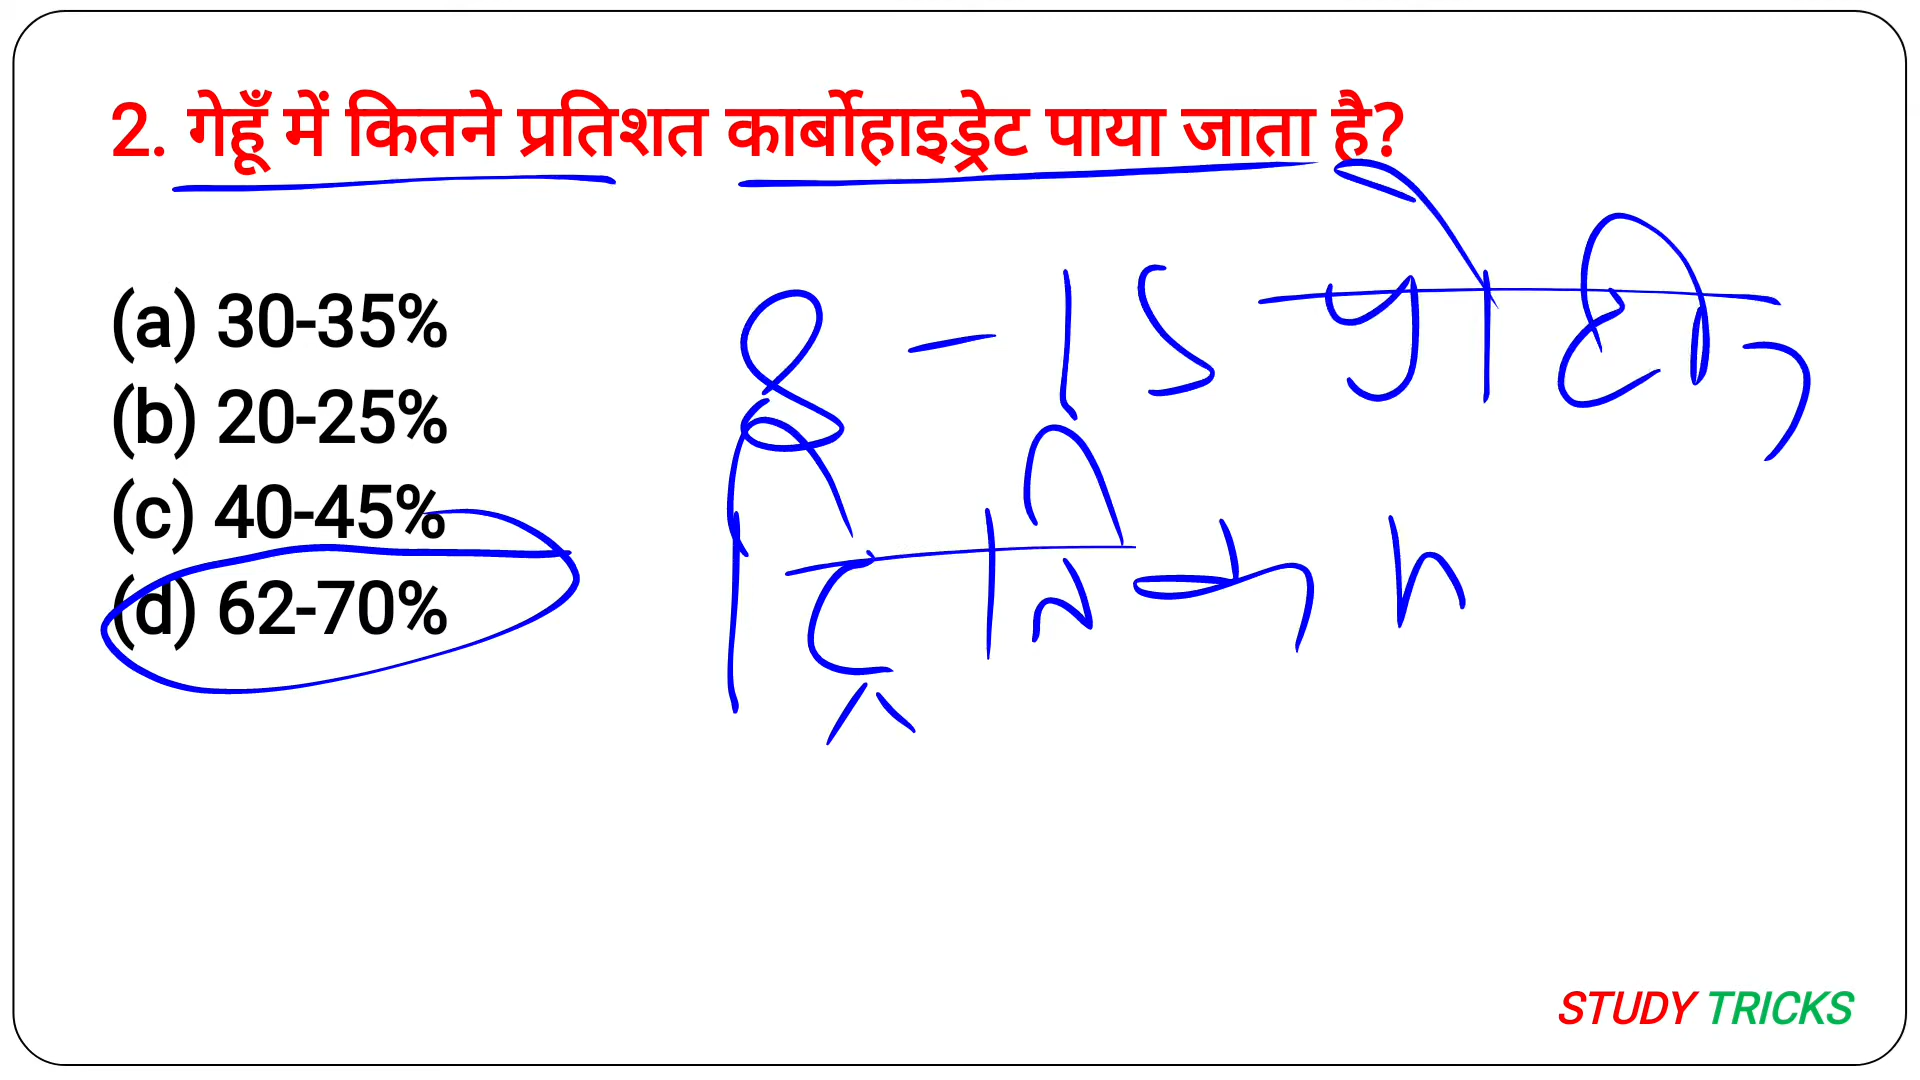 2. गेहूँ में कितने प्रतिशत कार्बोहाइड्रेट पाया जाता है?
(a) 30-35%
(b) 20-25%
(c) 40-45%
(d) 62-70%
8 - 15
STUDY TRICKS